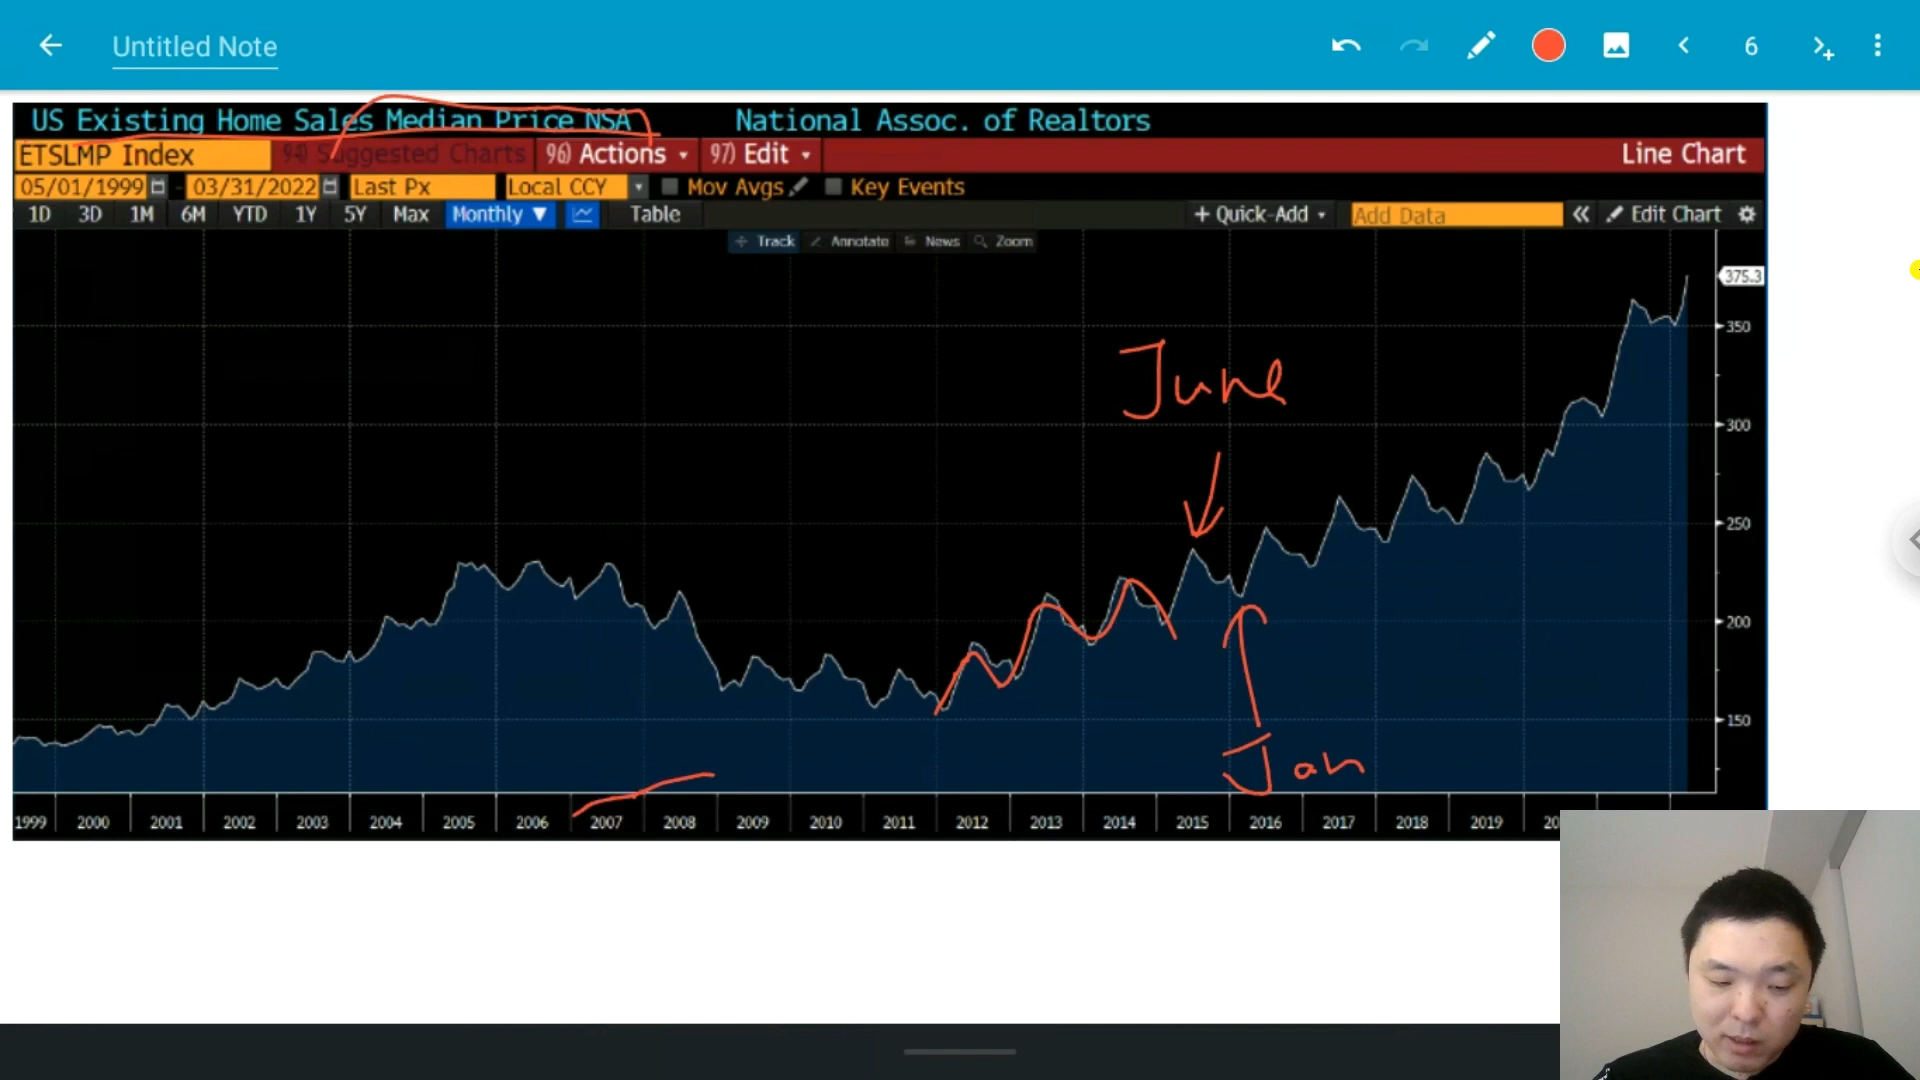 Untitled Note
6
US Existing Home Sales Median Price NSA National Assoc. of Realtors
ETSLMP Index 94) Suggested Charts 96) Actions 97) Edit Line Chart
05/01/1999 - 03/31/2022 Last Px Local CCY Mov Avgs Key Events
1D 3D 1M 6M YTD 1Y 5Y Max Monthly ▼ Table + Quick-Add Add Data « Edit Chart
Track Annotate News Zoom
375.3
350
June
300
250
200
150
Jan
1999 2000 2001 2002 2003 2004 2005 2006 2007 2008 2009 2010 2011 2012 2013 2014 2015 2016 2017 2018 2019